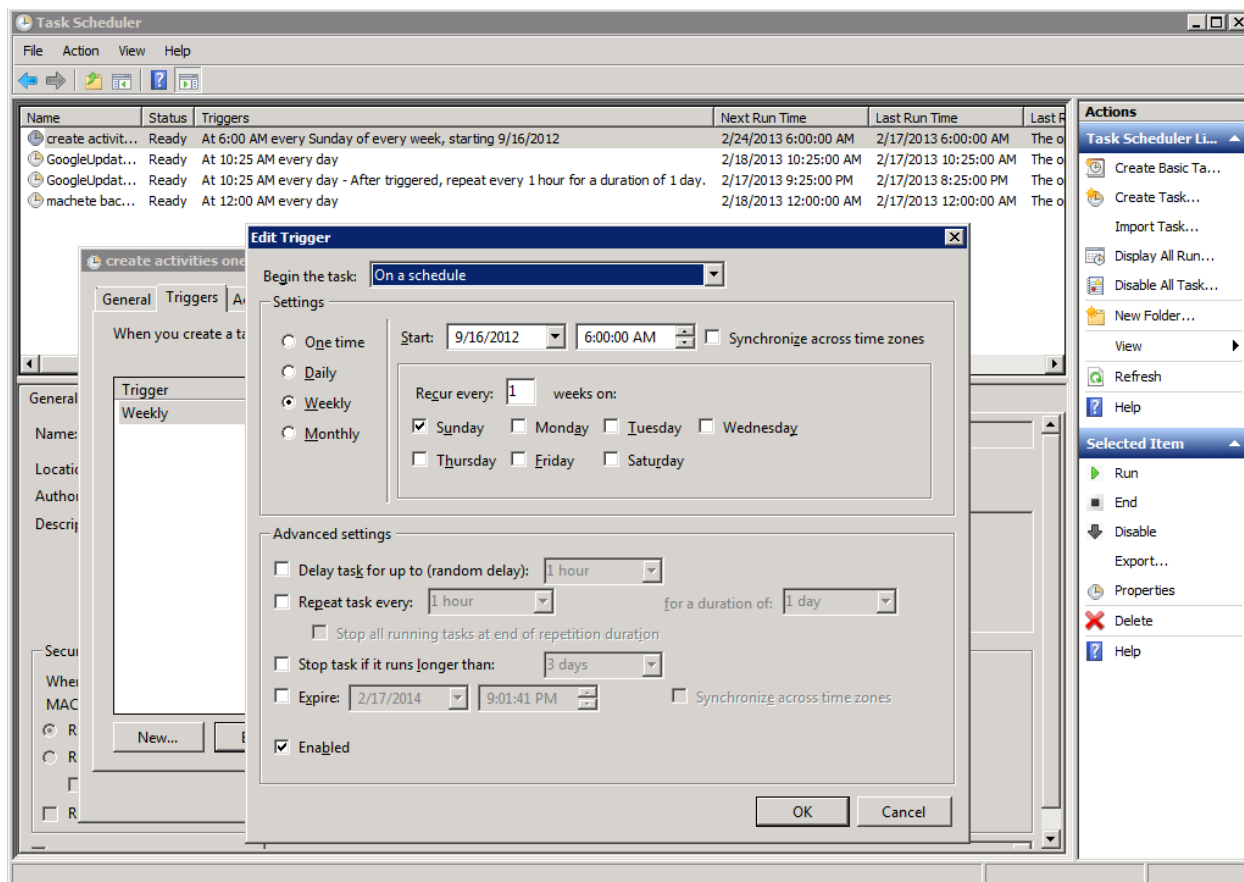 Task Scheduler
File Action View Help
Name Status Triggers Next Run Time Last Run Time Last R
create activit... Ready At 6:00 AM every Sunday of every week, starting 9/16/2012 2/24/2013 6:00:00 AM 2/17/2013 6:00:00 AM The o
GoogleUpdat... Ready At 10:25 AM every day 2/18/2013 10:25:00 AM 2/17/2013 10:25:00 AM The o
GoogleUpdat... Ready At 10:25 AM every day - After triggered, repeat every 1 hour for a duration of 1 day. 2/17/2013 9:25:00 PM 2/17/2013 8:25:00 PM The o
machete bac... Ready At 12:00 AM every day 2/18/2013 12:00:00 AM 2/17/2013 12:00:00 AM The o
General
Name:
Locatio
Author
Descrip
Secur
When
MAC
R
R
R
create activities one
General Triggers Ac
When you create a ta
Trigger
Weekly
New... E
Edit Trigger
Begin the task: On a schedule
Settings
One time
Daily
Weekly
Monthly
Start: 9/16/2012 6:00:00 AM Synchronize across time zones
Recur every: 1 weeks on:
Sunday Monday Tuesday Wednesday
Thursday Friday Saturday
Advanced settings
Delay task for up to (random delay): 1 hour
Repeat task every: 1 hour for a duration of: 1 day
Stop all running tasks at end of repetition duration
Stop task if it runs longer than: 3 days
Expire: 2/17/2014 9:01:41 PM Synchronize across time zones
Enabled
OK Cancel
Actions
Task Scheduler Li...
Create Basic Ta...
Create Task...
Import Task...
Display All Run...
Disable All Task...
New Folder...
View
Refresh
Help
Selected Item
Run
End
Disable
Export...
Properties
Delete
Help